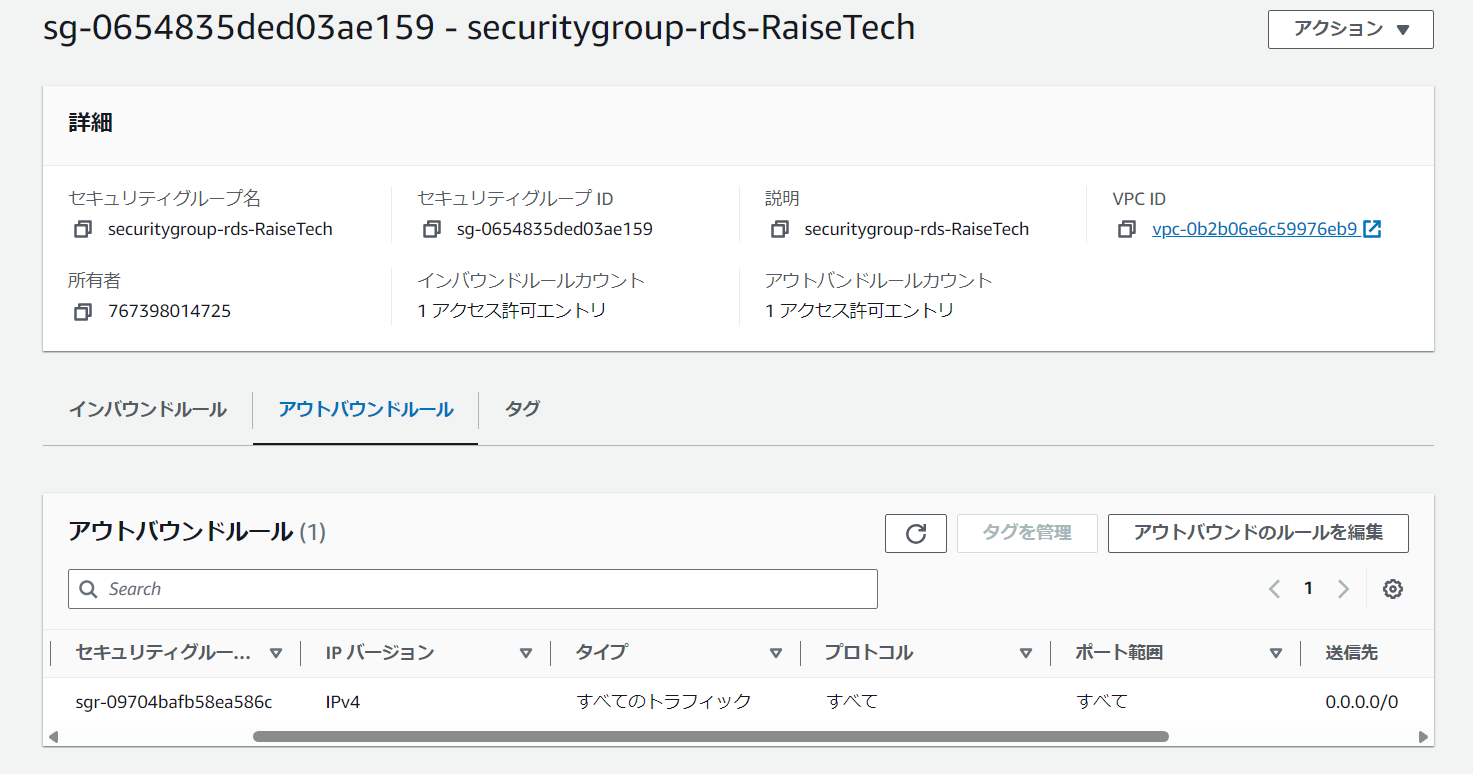 sg-0654835ded03ae159 - securitygroup-rds-RaiseTech
アクション
詳細
セキュリティグループ名
securitygroup-rds-RaiseTech
セキュリティグループ ID
sg-0654835ded03ae159
説明
securitygroup-rds-RaiseTech
VPC ID
vpc-0b2b06e6c59976eb9
所有者
767398014725
インバウンドルールカウント
1 アクセス許可エントリ
アウトバンドルールカウント
1 アクセス許可エントリ
インバウンドルール アウトバウンドルール タグ
アウトバウンドルール (1)
タグを管理 アウトバウンドのルールを編集
Search
1
セキュリティグルー... IP バージョン タイプ プロトコル ポート範囲 送信先
sgr-09704bafb58ea586c IPv4 すべてのトラフィック すべて すべて 0.0.0.0/0